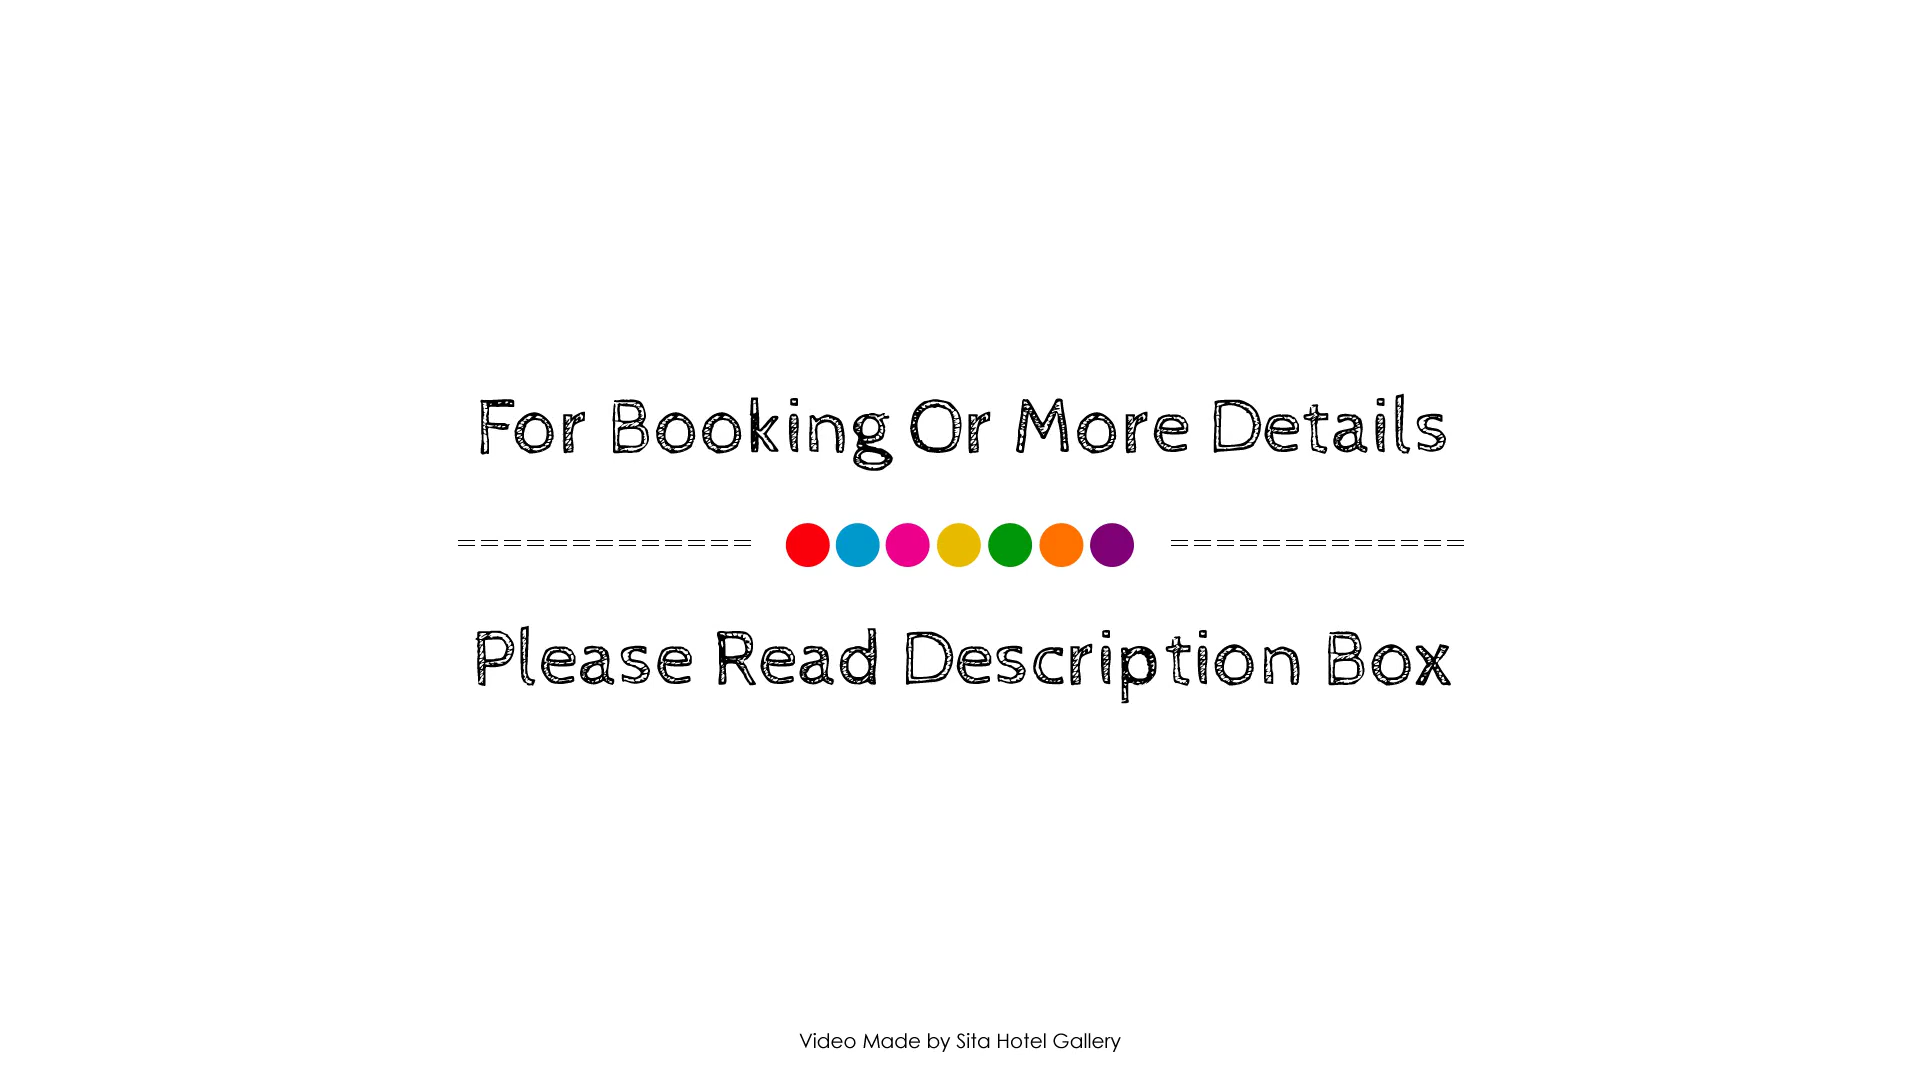 For Booking Or More Details
============= =============
Please Read Description Box
Video Made by Sita Hotel Gallery